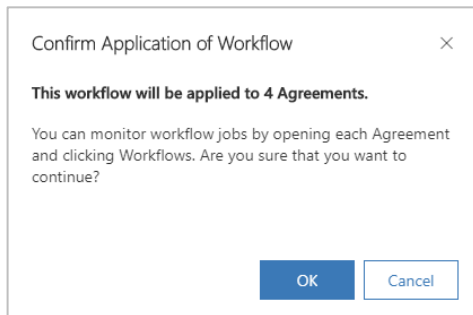 Confirm Application of Workflow
This workflow will be applied to 4 Agreements.
You can monitor workflow jobs by opening each Agreement
and clicking Workflows. Are you sure that you want to
continue?
OK
Cancel